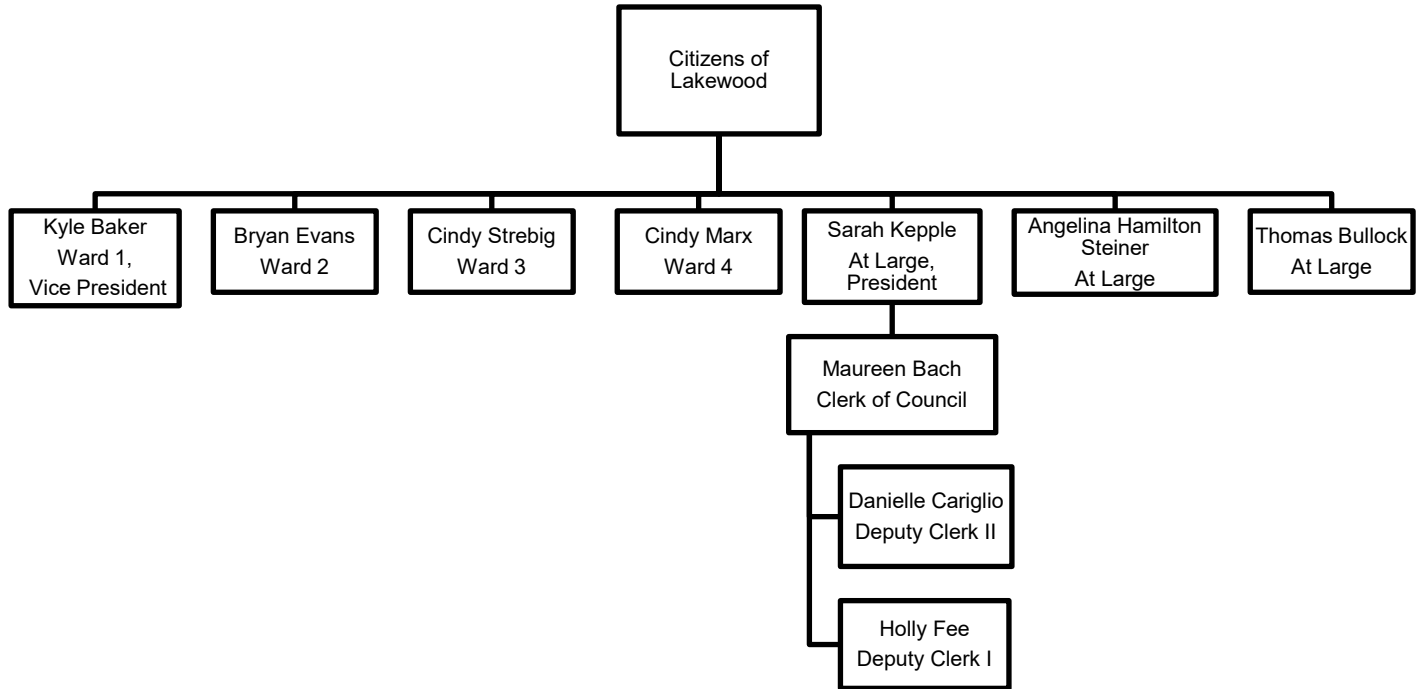 Citizens of
Lakewood
Kyle Baker
Ward 1,
Vice President
Bryan Evans
Ward 2
Cindy Strebig
Ward 3
Cindy Marx
Ward 4
Sarah Kepple
At Large,
President
Angelina Hamilton
Steiner
At Large
Thomas Bullock
At Large
Maureen Bach
Clerk of Council
Danielle Cariglio
Deputy Clerk II
Holly Fee
Deputy Clerk I